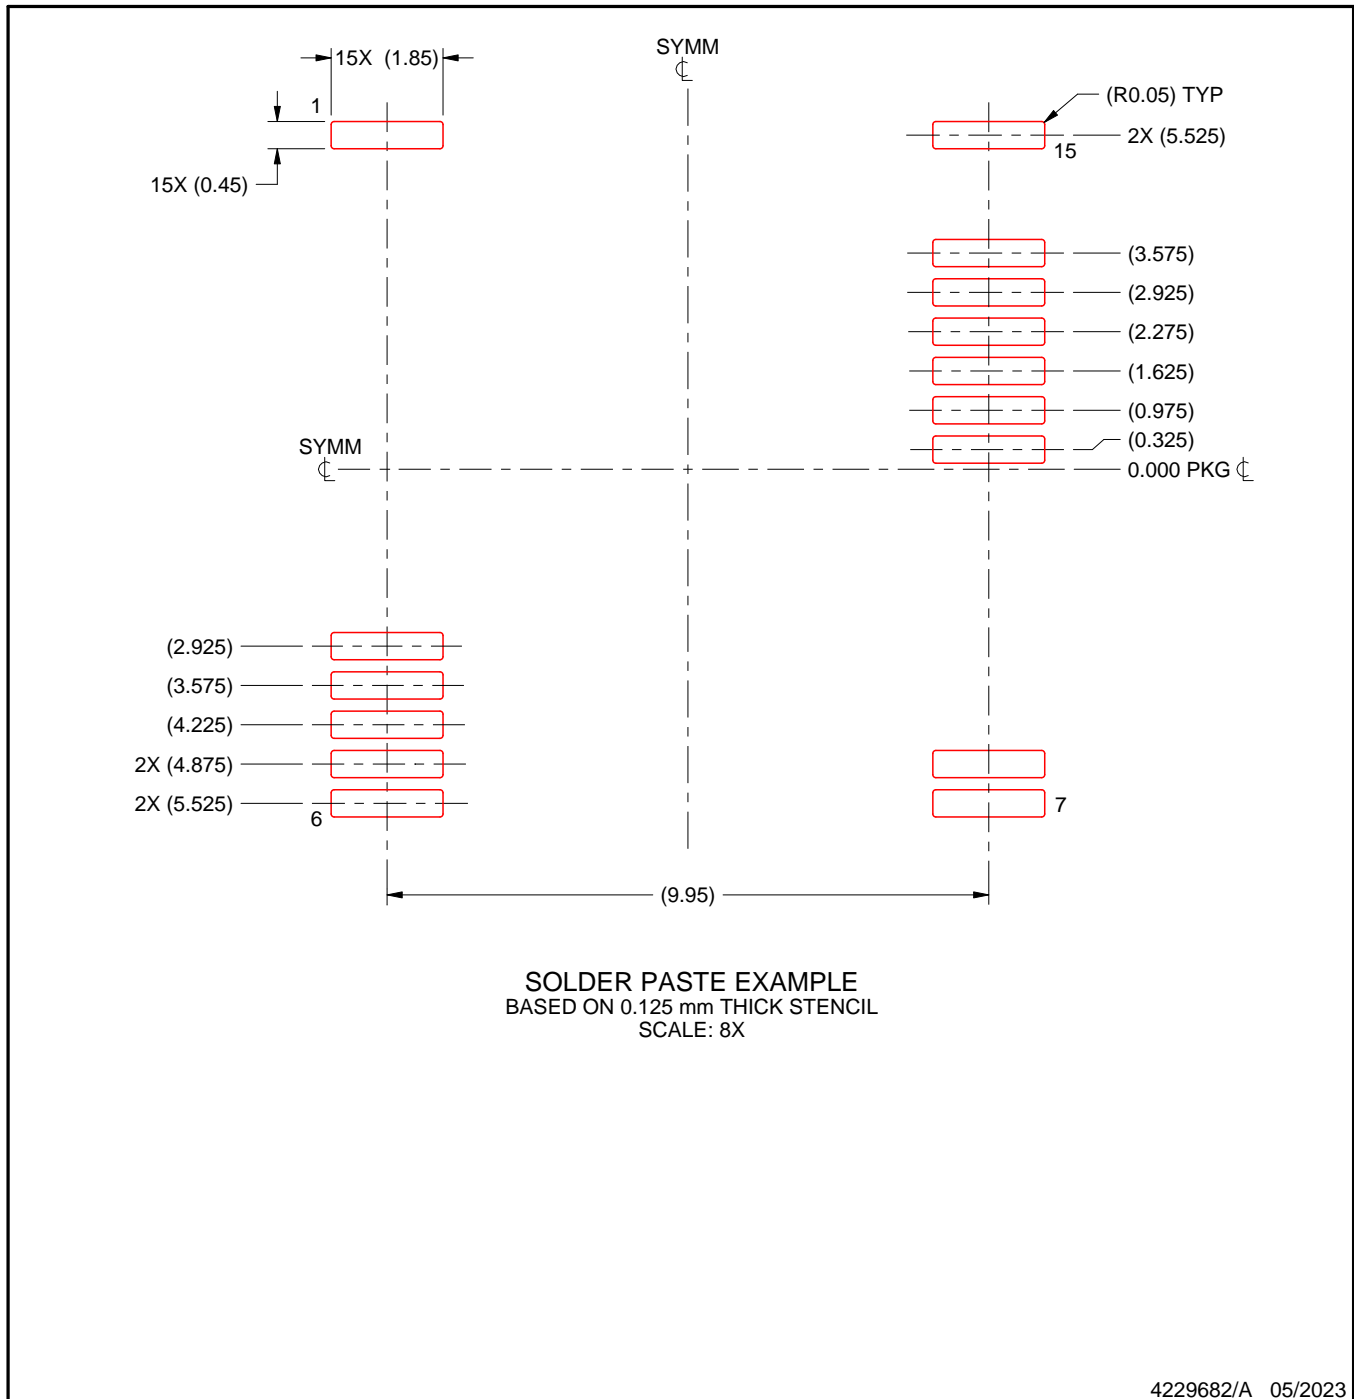 SYMM
℄
15X (1.85)
1
(R0.05) TYP
2X (5.525)
15
15X (0.45)
(3.575)
(2.925)
(2.275)
(1.625)
(0.975)
(0.325)
SYMM
℄
0.000 PKG ℄
(2.925)
(3.575)
(4.225)
2X (4.875)
2X (5.525)
6
7
(9.95)
SOLDER PASTE EXAMPLE
BASED ON 0.125 mm THICK STENCIL
SCALE: 8X
4229682/A 05/2023